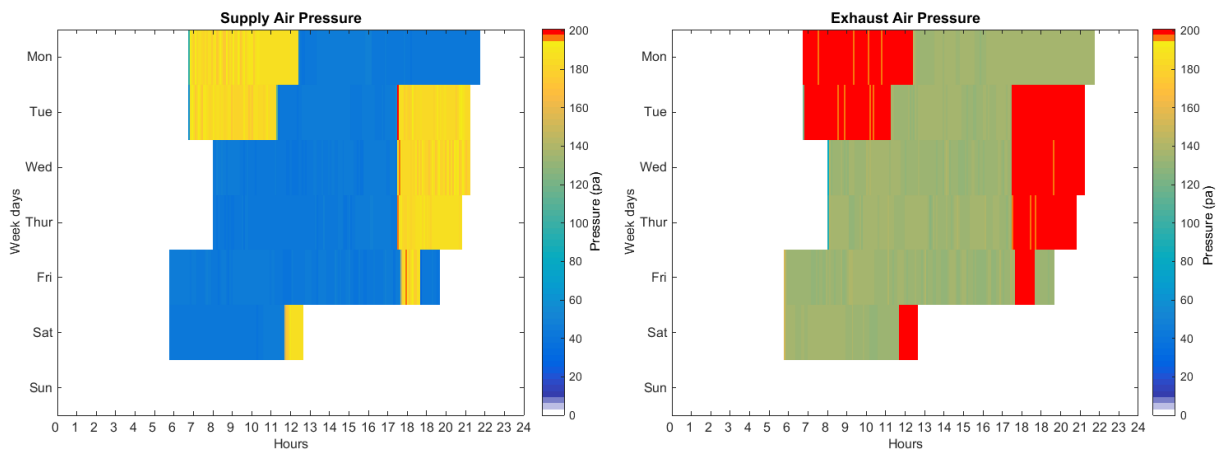 Supply Air Pressure
Mon
Tue
Wed
Thur
Fri
Sat
Sun
Week days
0 1 2 3 4 5 6 7 8 9 10 11 12 13 14 15 16 17 18 19 20 21 22 23 24
Hours
200
180
160
140
120
100
80
60
40
20
0
Pressure (pa)
Exhaust Air Pressure
Mon
Tue
Wed
Thur
Fri
Sat
Sun
Week days
0 1 2 3 4 5 6 7 8 9 10 11 12 13 14 15 16 17 18 19 20 21 22 23 24
Hours
200
180
160
140
120
100
80
60
40
20
0
Pressure (pa)